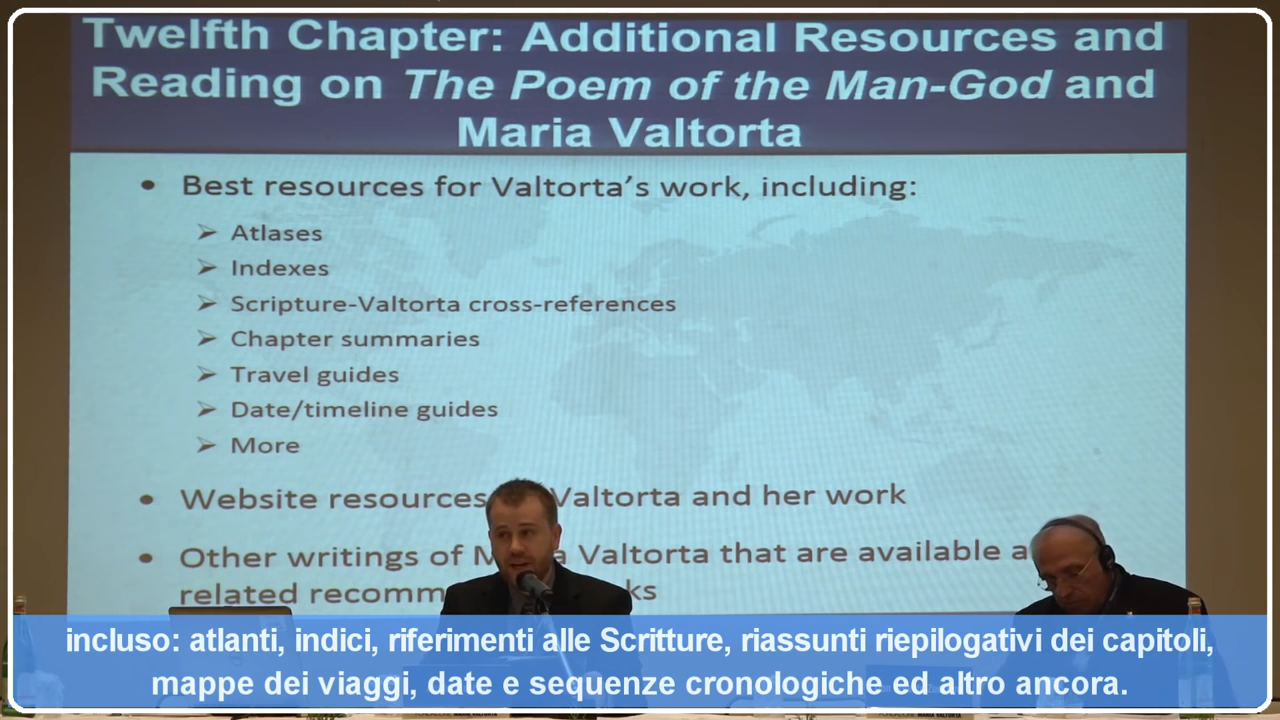 Twelfth Chapter: Additional Resources and
Reading on The Poem of the Man-God and
Maria Valtorta
• Best resources for Valtorta’s work, including:
➢ Atlases
➢ Indexes
➢ Scripture-Valtorta cross-references
➢ Chapter summaries
➢ Travel guides
➢ Date/timeline guides
➢ More
• Website resources Valtorta and her work
• Other writings of Valtorta that are available
related
incluso: atlanti, indici, riferimenti alle Scritture, riassunti riepilogativi dei capitoli,
mappe dei viaggi, date e sequenze cronologiche ed altro ancora.